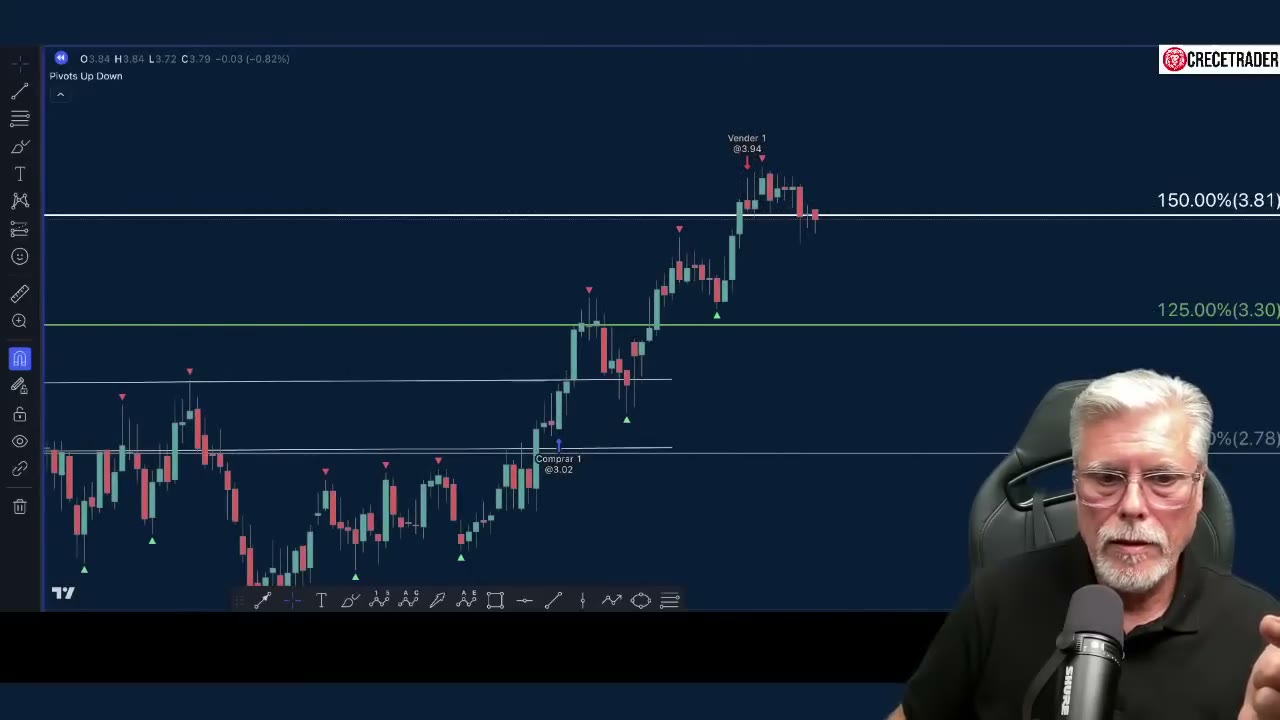 CRECETRADER
O3.84 H3.84 L3.72 C3.79 −0.03 (−0.82%)
Pivots Up Down
Vender 1
@3.94
150.00%(3.81)
125.00%(3.30)
0%(2.78)
Comprar 1
@3.02
SHURE